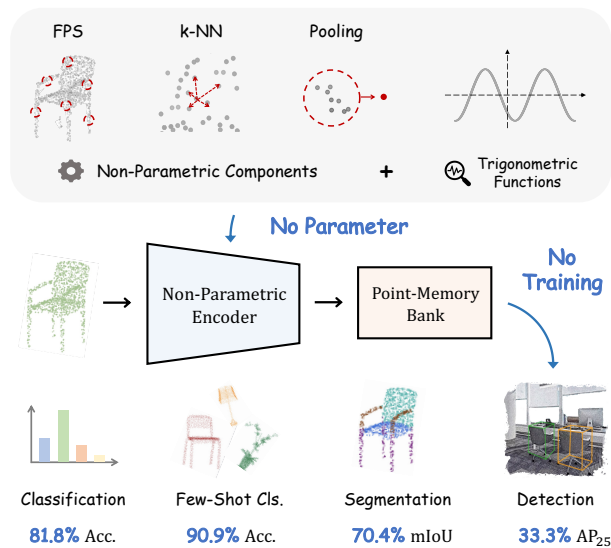 FPS
k-NN
Pooling
Non-Parametric Components
+
Trigonometric
Functions
No Parameter
No
Training
Non-Parametric
Encoder
Point-Memory
Bank
Classification
Few-Shot Cls.
Segmentation
Detection
81.8% Acc.
90.9% Acc.
70.4% mIoU
33.3% AP₂₅